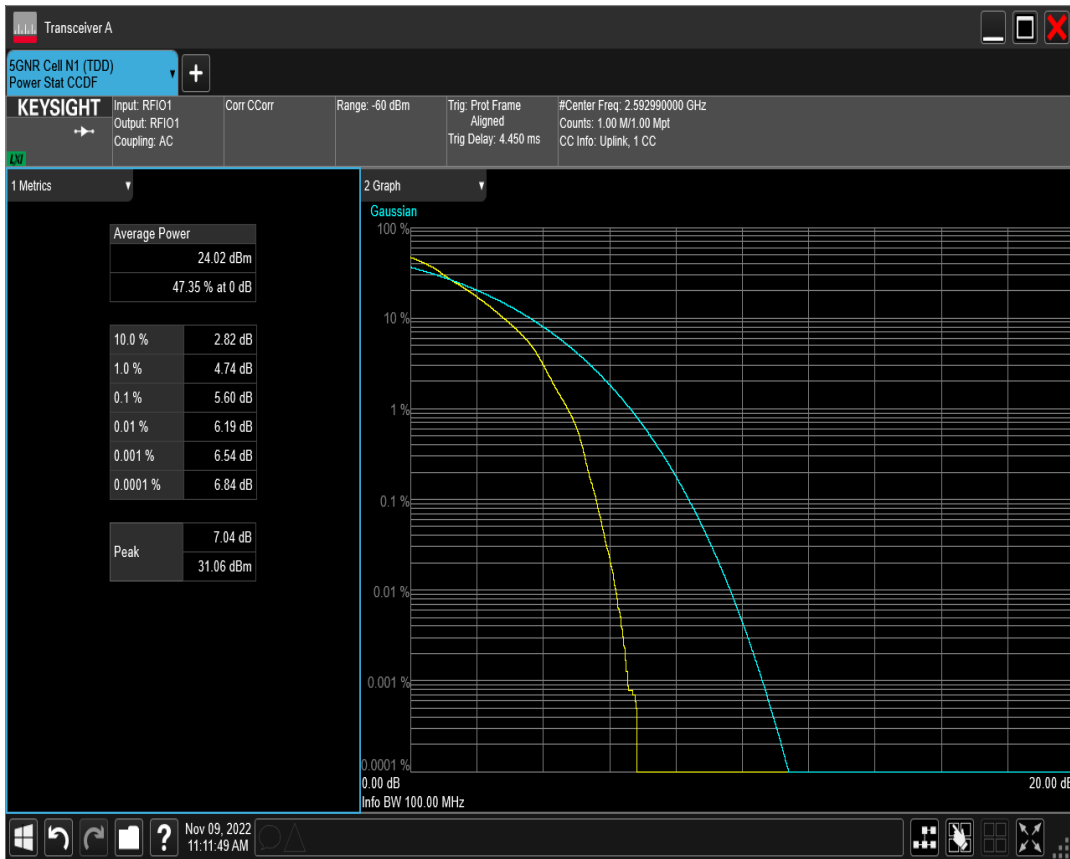 Transceiver A
5GNR Cell N1 (TDD)
Power Stat CCDF
+
KEYSIGHT
LXI
Input: RFIO1
Output: RFIO1
Coupling: AC
Corr CCorr
Range: -60 dBm
Trig: Prot Frame
Aligned
Trig Delay: 4.450 ms
#Center Freq: 2.592990000 GHz
Counts: 1.00 M/1.00 Mpt
CC Info: Uplink, 1 CC
1 Metrics
Average Power
24.02 dBm
47.35 % at 0 dB
10.0 % 2.82 dB
1.0 % 4.74 dB
0.1 % 5.60 dB
0.01 % 6.19 dB
0.001 % 6.54 dB
0.0001 % 6.84 dB
Peak 7.04 dB
31.06 dBm
2 Graph
Gaussian
100 %
10 %
1 %
0.1 %
0.01 %
0.001 %
0.0001 %
0.00 dB 20.00 dB
Info BW 100.00 MHz
?
Nov 09, 2022
11:11:49 AM